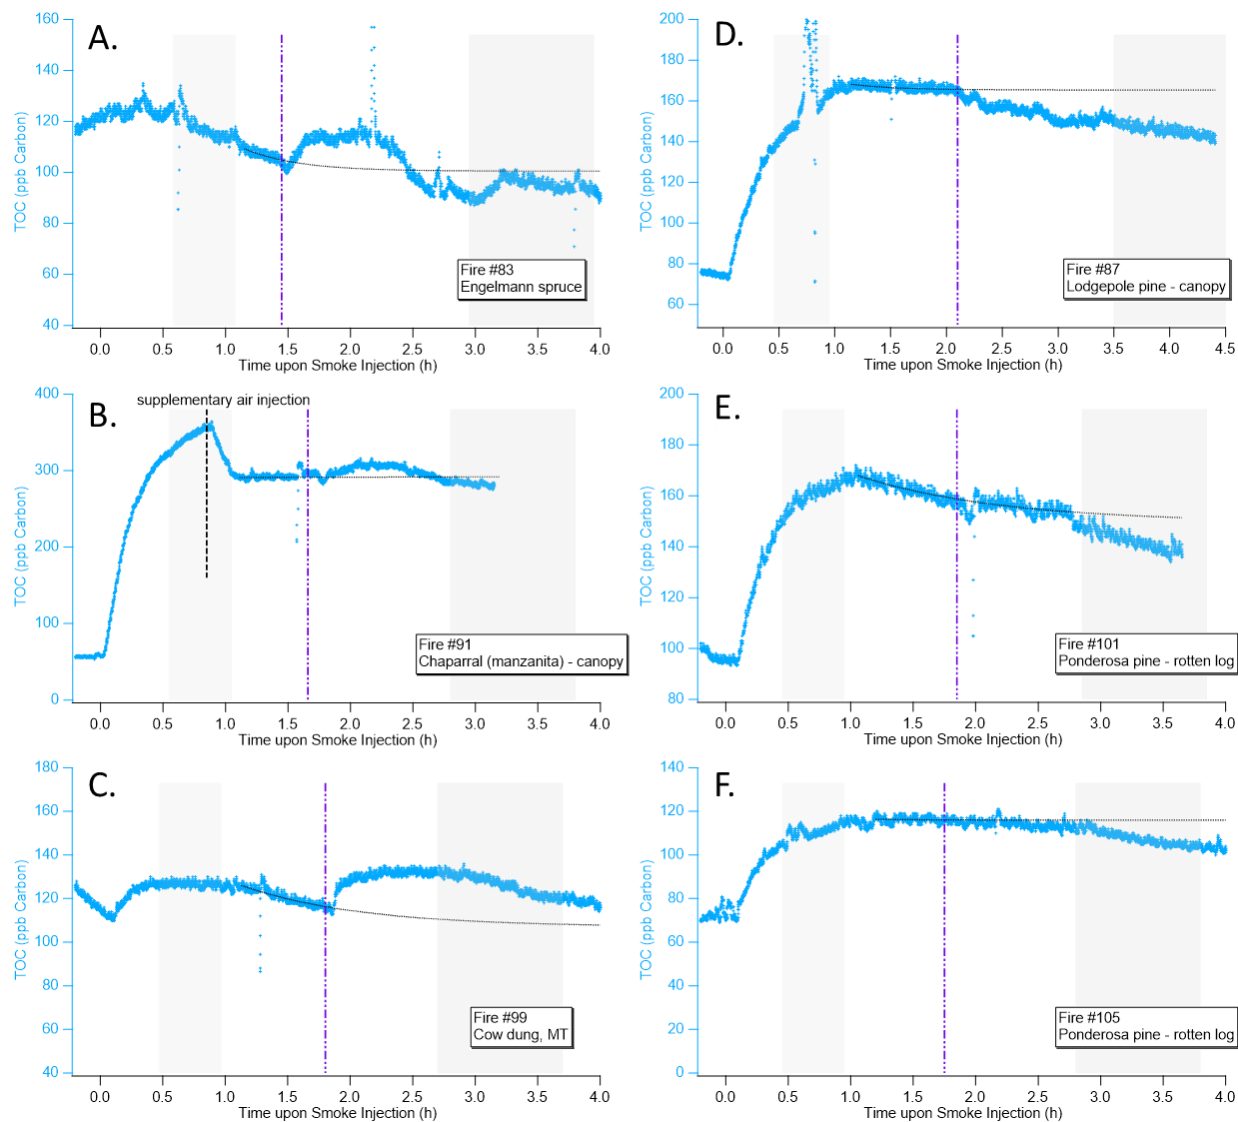 A.
TOC (ppb Carbon)
160
140
120
100
80
60
40
Fire #83
Engelmann spruce
0.0 0.5 1.0 1.5 2.0 2.5 3.0 3.5 4.0
Time upon Smoke Injection (h)
D.
TOC (ppb Carbon)
200
180
160
140
120
100
80
60
Fire #87
Lodgepole pine - canopy
0.0 0.5 1.0 1.5 2.0 2.5 3.0 3.5 4.0 4.5
Time upon Smoke Injection (h)
B.
supplementary air injection
TOC (ppb Carbon)
400
300
200
100
0
Fire #91
Chaparral (manzanita) - canopy
0.0 0.5 1.0 1.5 2.0 2.5 3.0 3.5 4.0
Time upon Smoke Injection (h)
E.
TOC (ppb Carbon)
200
180
160
140
120
100
80
Fire #101
Ponderosa pine - rotten log
0.0 0.5 1.0 1.5 2.0 2.5 3.0 3.5 4.0
Time upon Smoke Injection (h)
C.
TOC (ppb Carbon)
180
160
140
120
100
80
60
40
Fire #99
Cow dung, MT
0.0 0.5 1.0 1.5 2.0 2.5 3.0 3.5 4.0
Time upon Smoke Injection (h)
F.
TOC (ppb Carbon)
140
120
100
80
60
40
20
0
Fire #105
Ponderosa pine - rotten log
0.0 0.5 1.0 1.5 2.0 2.5 3.0 3.5 4.0
Time upon Smoke Injection (h)